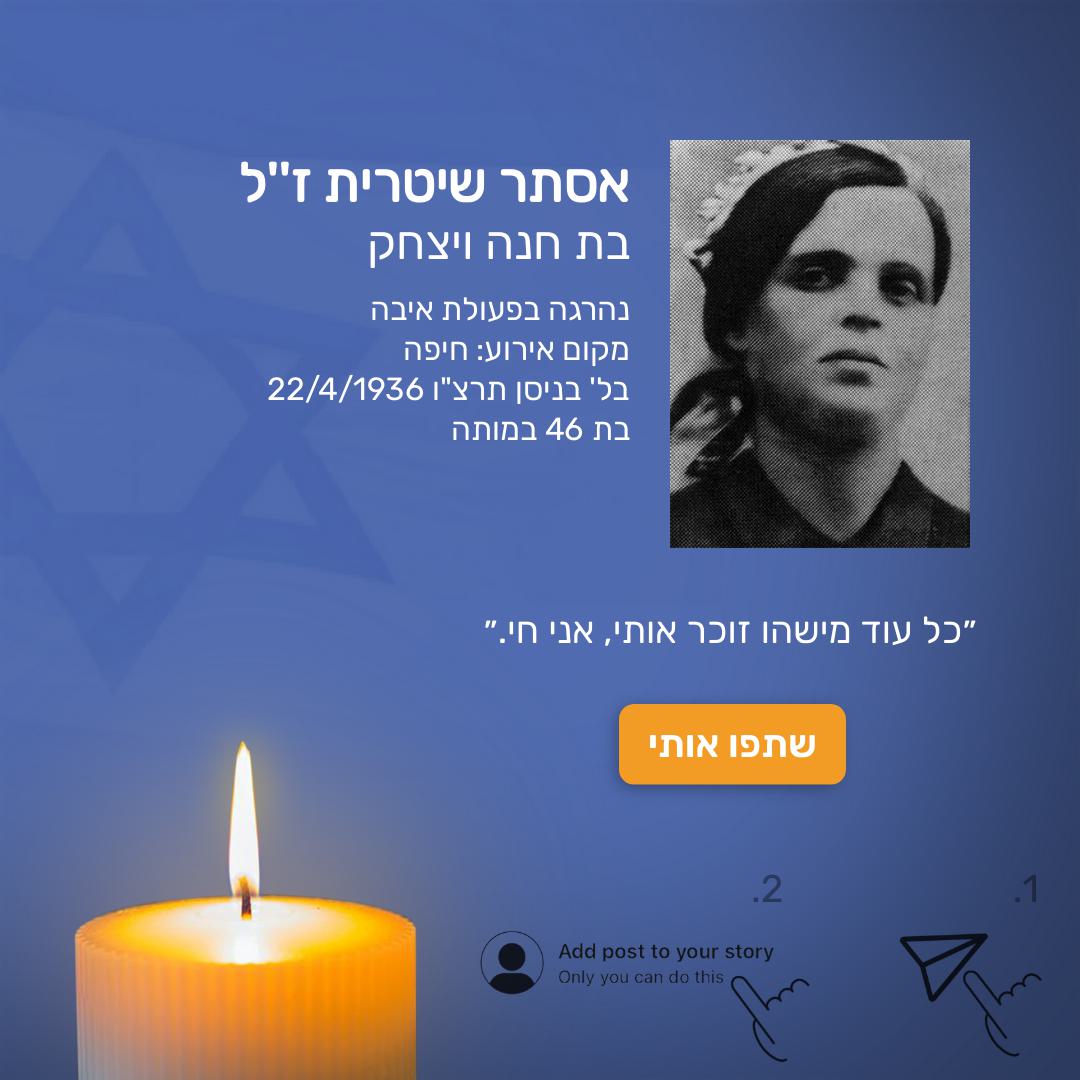 אסתר שיטרית ז"ל
בת חנה ויצחק
נהרגה בפעולת איבה
מקום אירוע: חיפה
בל' בניסן תרצ"ו 22/4/1936
בת 46 במותה
"כל עוד מישהו זוכר אותי, אני חי."
שתפו אותי
1.
2.
Add post to your story
Only you can do this